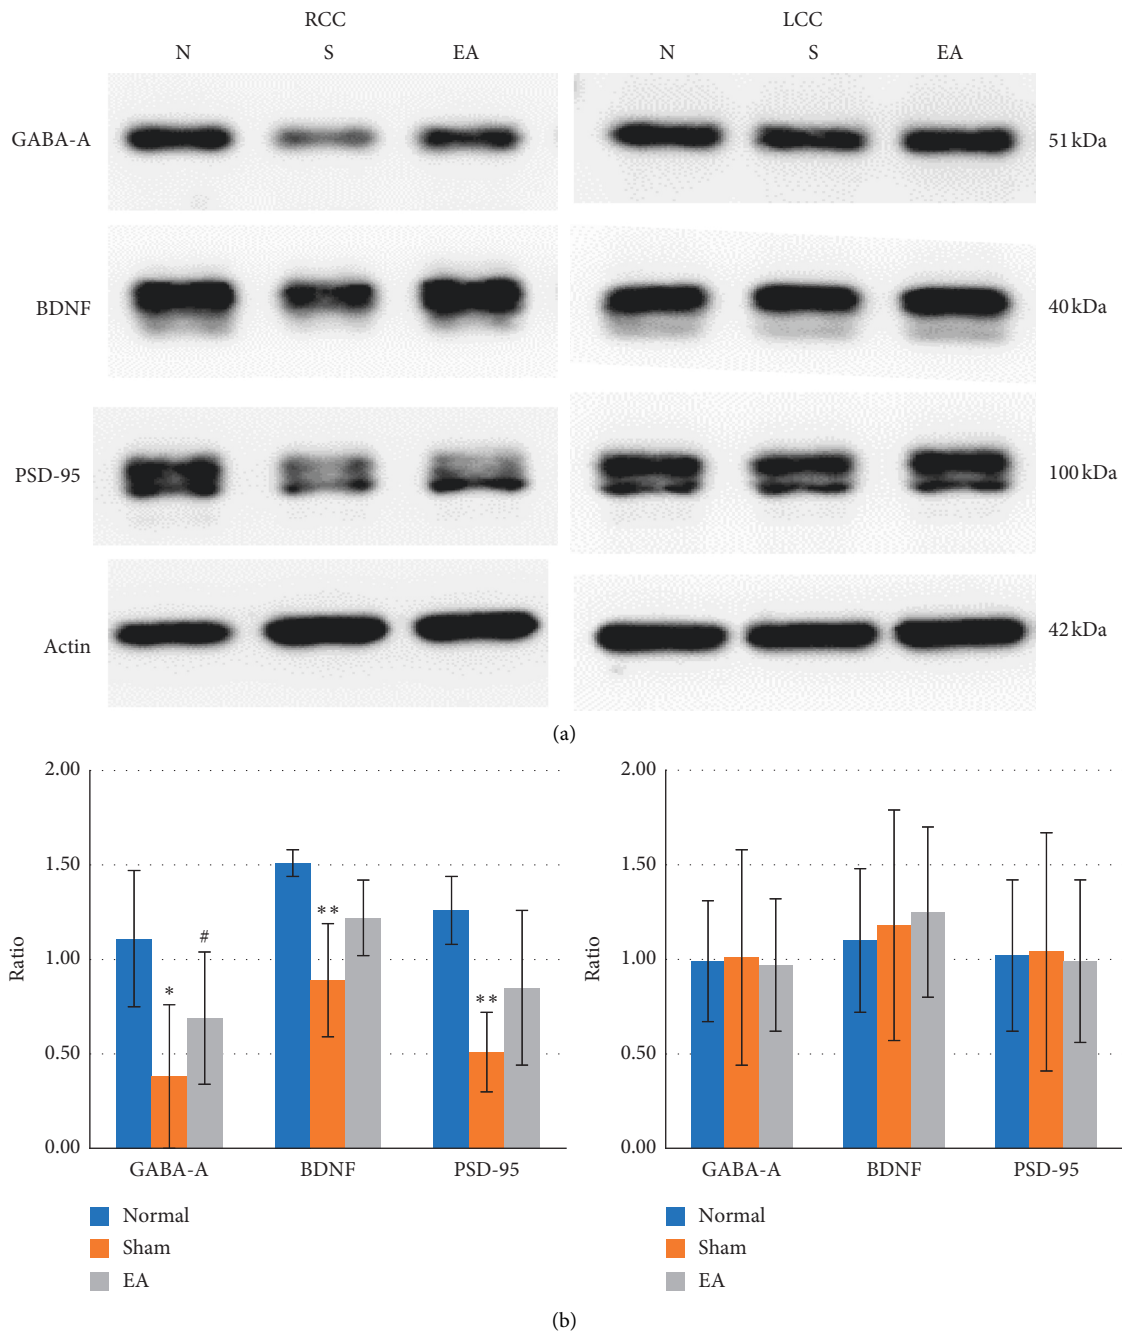 RCC LCC
N S EA N S EA
GABA-A 51 kDa
BDNF 40 kDa
PSD-95 100 kDa
Actin 42 kDa
(a)
2.00
1.50
1.00
0.50
0.00
Ratio
* # ** **
GABA-A BDNF PSD-95
Normal
Sham
EA
2.00
1.50
1.00
0.50
0.00
Ratio
GABA-A BDNF PSD-95
Normal
Sham
EA
(b)